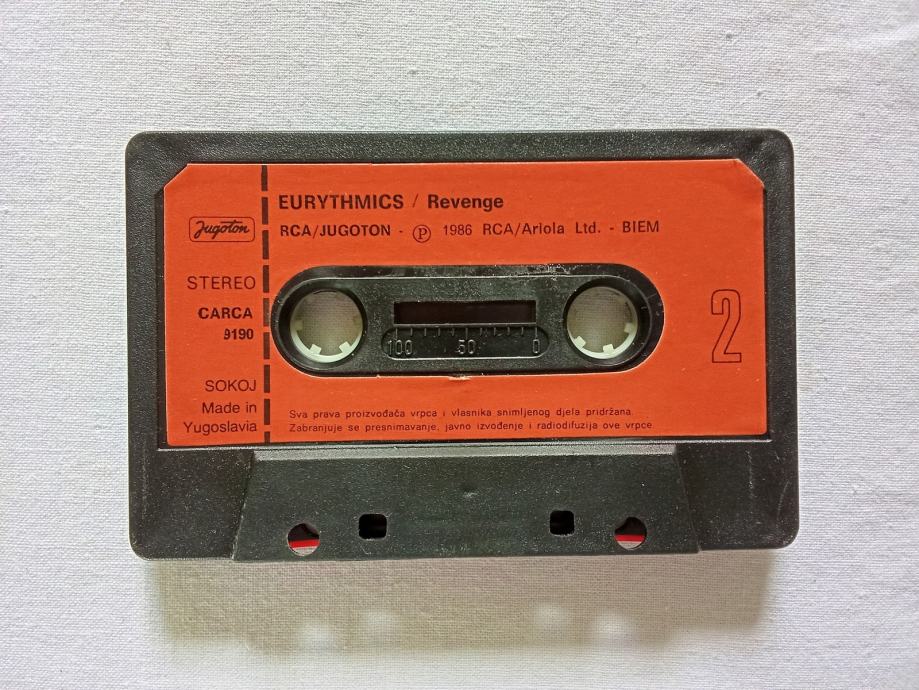 EURYTHMICS / Revenge
RCA/JUGOTON - Ⓟ 1986 RCA/Ariola Ltd. - BIEM
Jugoton
STEREO
CARCA
9190
SOKOJ
Made in
Yugoslavia
100 50 0
2
Sva prava proizvođača vrpca i vlasnika snimljenog djela pridržana.
Zabranjuje se presnimavanje, javno izvođenje i radiodifuzija ove vrpce.